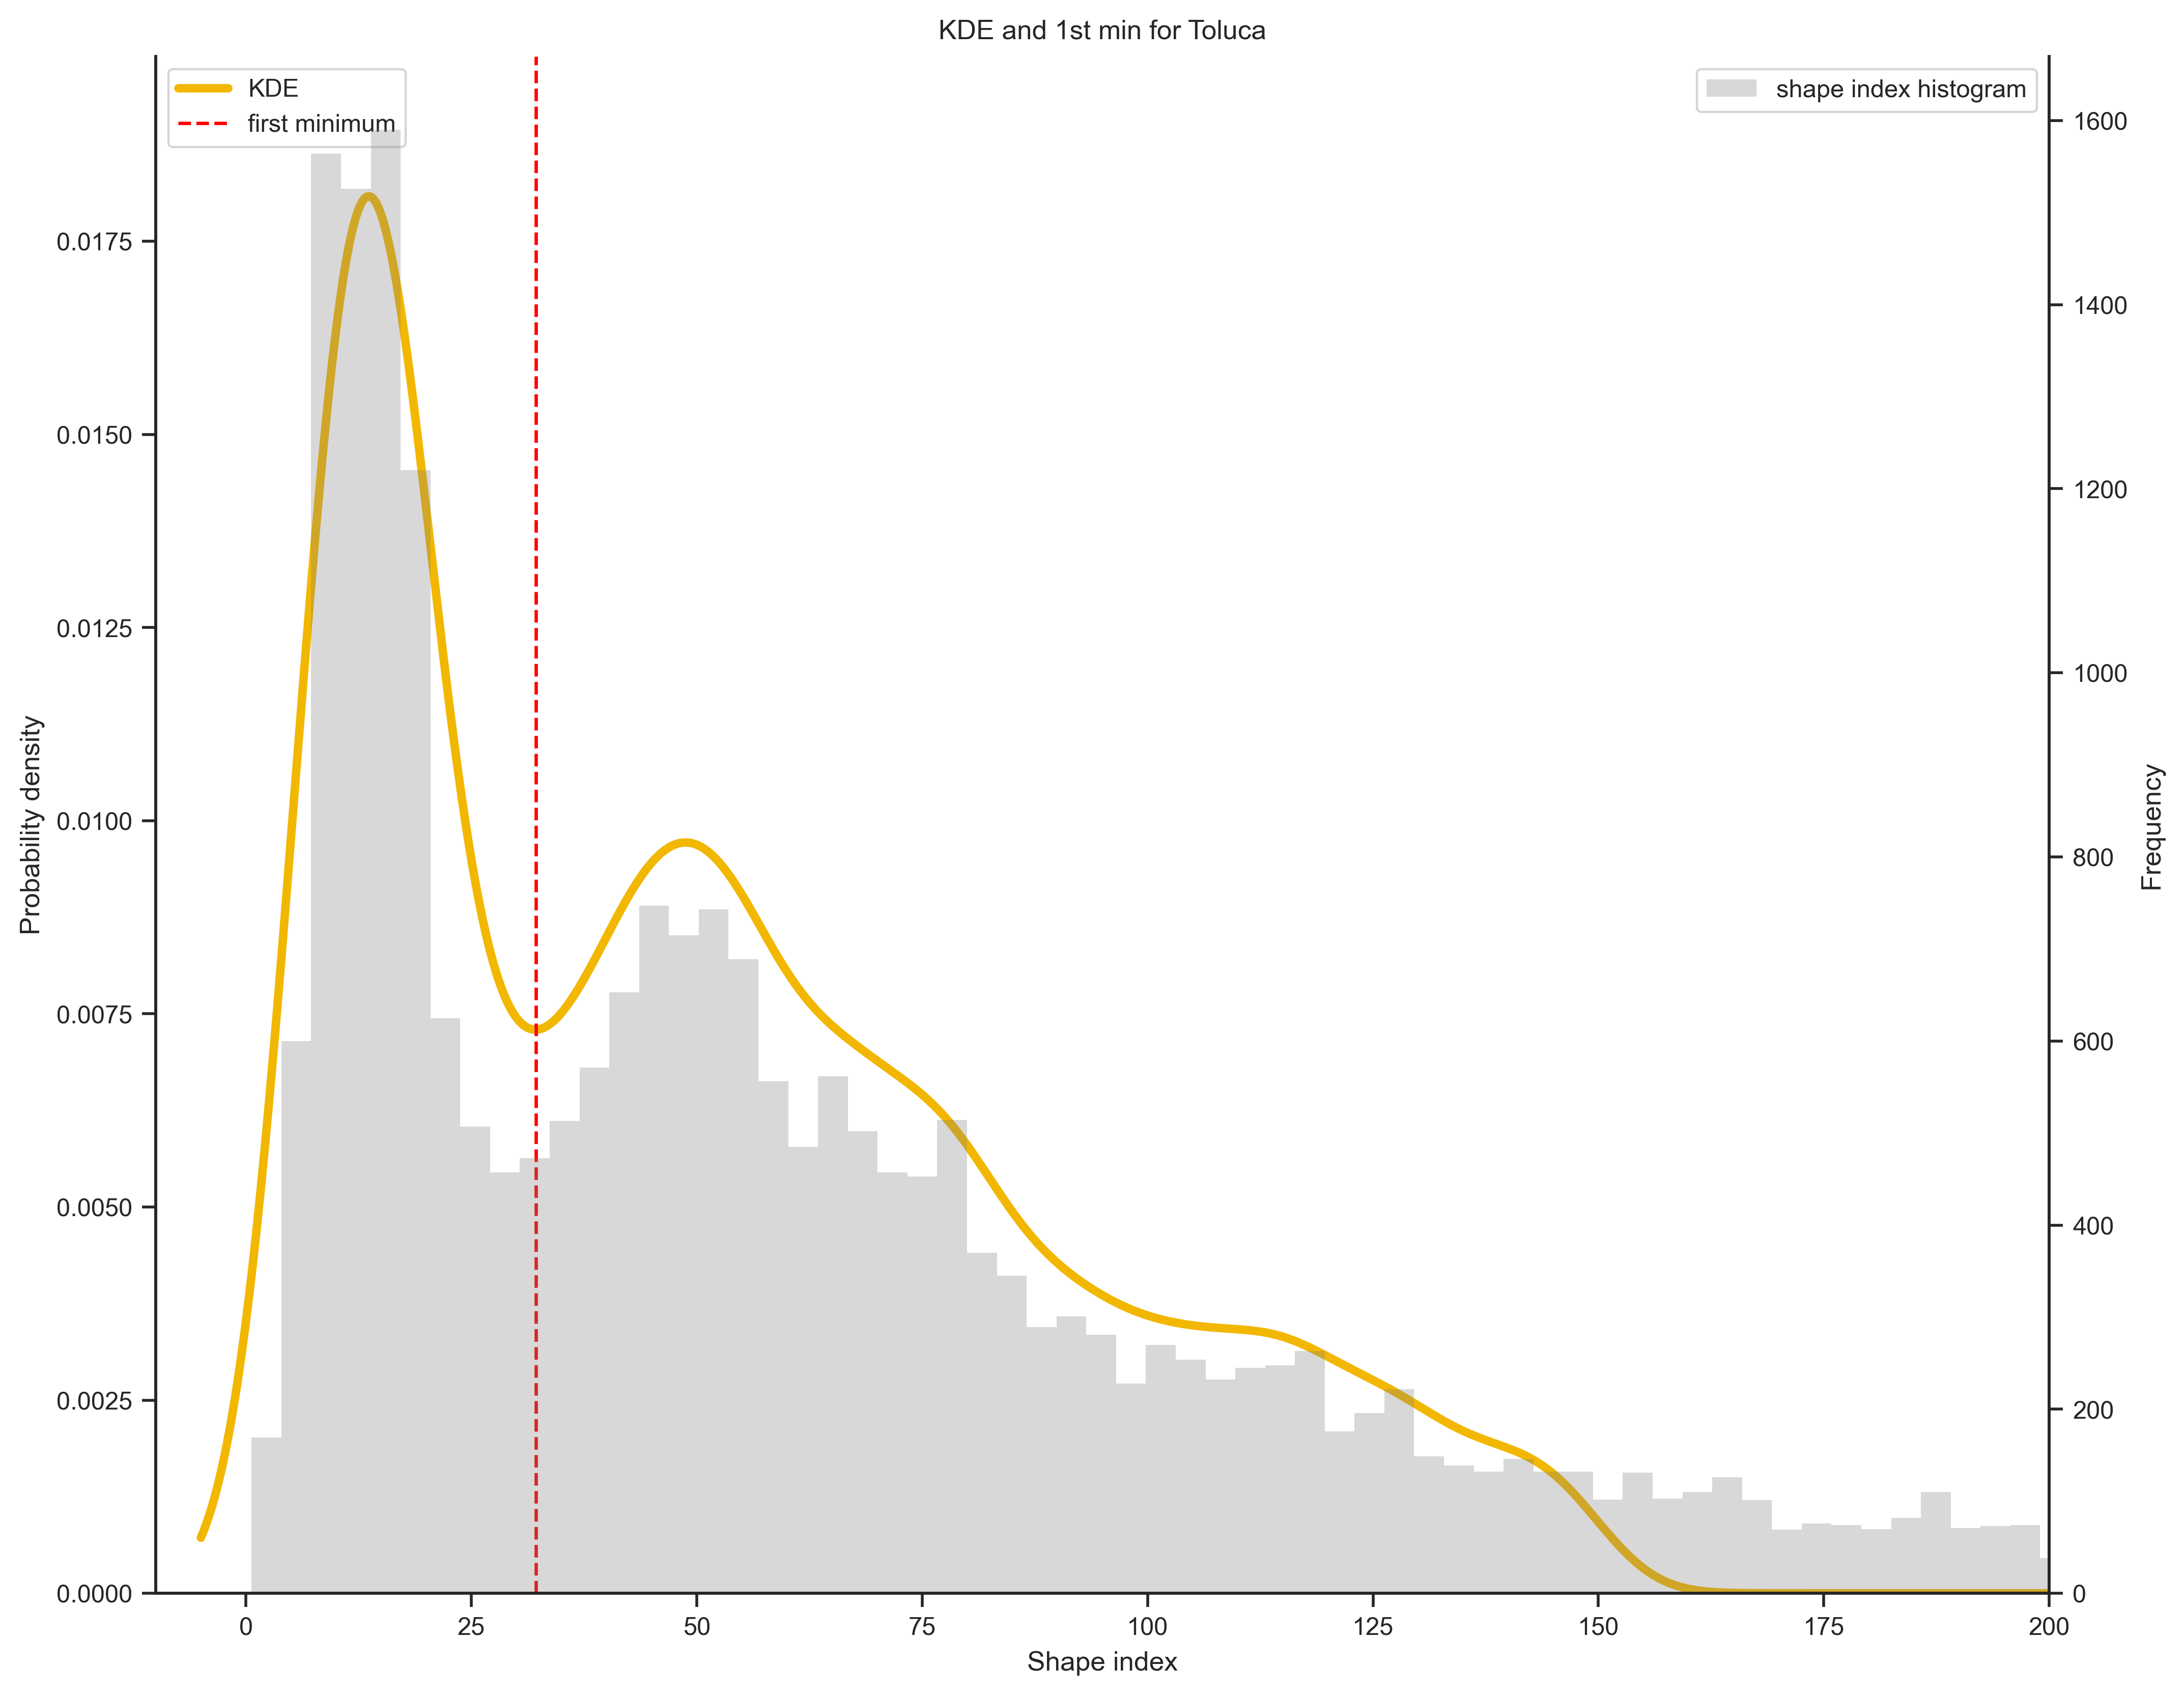 KDE and 1st min for Toluca
KDE
first minimum
shape index histogram
Probability density
0.0175
0.0150
0.0125
0.0100
0.0075
0.0050
0.0025
0.0000
1600
1400
1200
1000
800
600
400
200
0
Frequency
0 25 50 75 100 125 150 175 200
Shape index